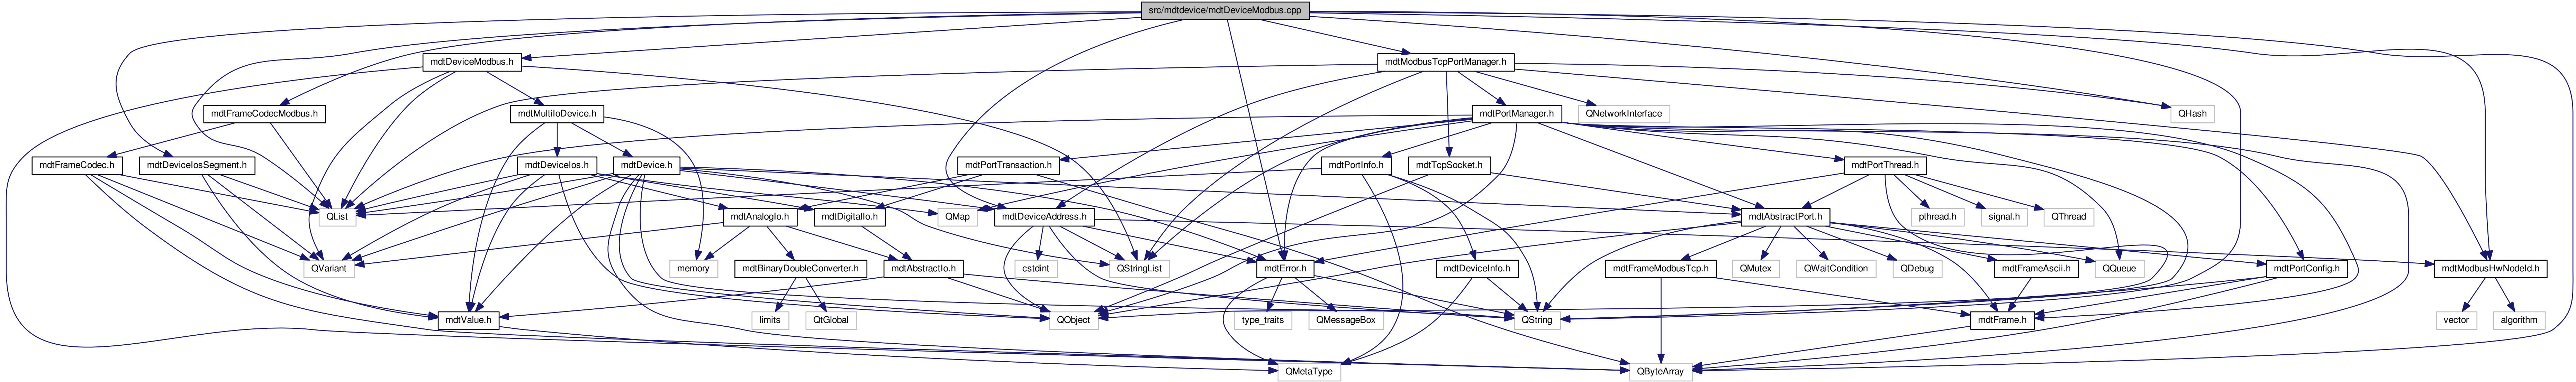 src/mdtdevice/mdtDeviceModbus.cpp
mdtDeviceModbus.h
mdtModbusTcpPortManager.h
mdtFrameCodecModbus.h
mdtMultiIoDevice.h
mdtPortManager.h
QNetworkInterface
QHash
mdtFrameCodec.h
mdtDeviceIosSegment.h
mdtDeviceIos.h
mdtDevice.h
mdtPortTransaction.h
mdtPortInfo.h
mdtTcpSocket.h
mdtPortThread.h
QList
mdtAnalogIo.h
mdtDigitalIo.h
QMap
mdtDeviceAddress.h
mdtAbstractPort.h
pthread.h
signal.h
QThread
QVariant
memory
mdtBinaryDoubleConverter.h
mdtAbstractIo.h
cstdint
QStringList
mdtError.h
mdtDeviceInfo.h
mdtFrameModbusTcp.h
QMutex
QWaitCondition
QDebug
mdtFrameAscii.h
QQueue
mdtPortConfig.h
mdtModbusHwNodeId.h
mdtValue.h
limits
QtGlobal
QObject
type_traits
QMessageBox
QString
mdtFrame.h
vector
algorithm
QMetaType
QByteArray